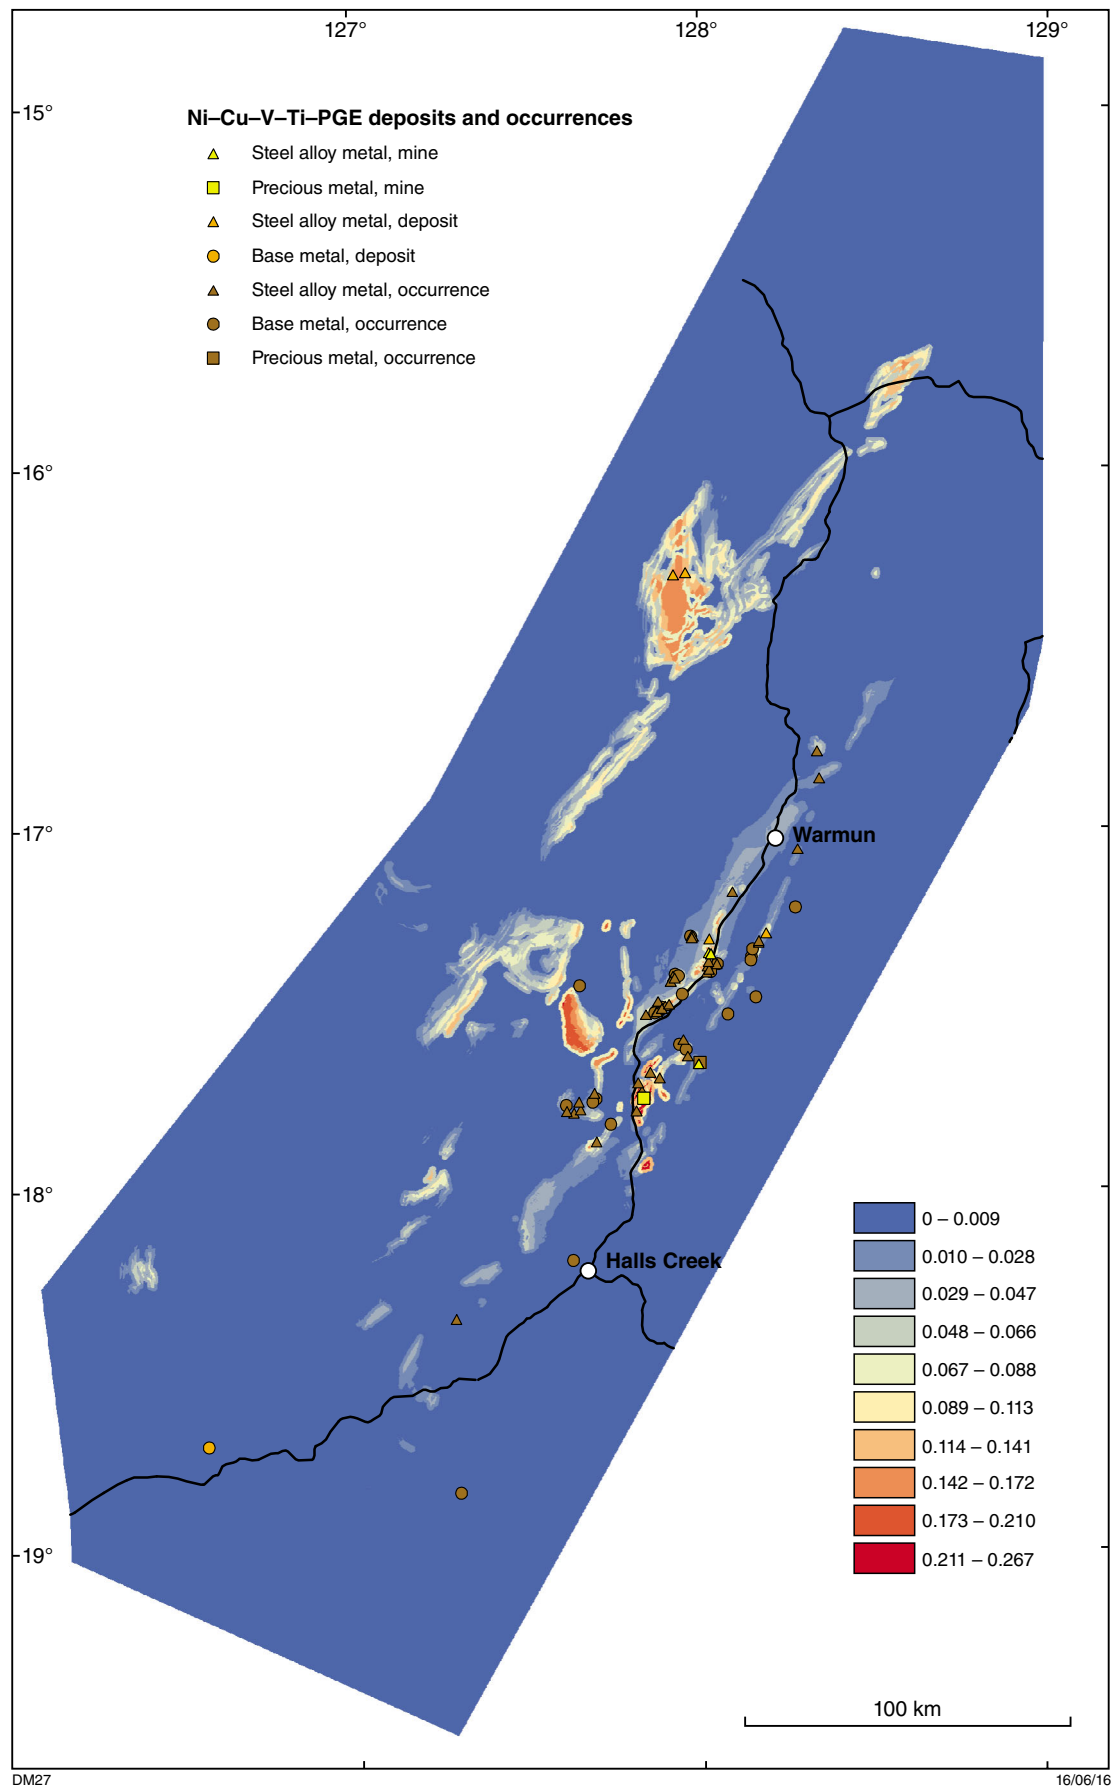 127° 128° 129°
15°
Ni–Cu–V–Ti–PGE deposits and occurrences
Steel alloy metal, mine
Precious metal, mine
Steel alloy metal, deposit
Base metal, deposit
Steel alloy metal, occurrence
Base metal, occurrence
Precious metal, occurrence
16°
17°
Warmun
18°
Halls Creek
0 – 0.009
0.010 – 0.028
0.029 – 0.047
0.048 – 0.066
0.067 – 0.088
0.089 – 0.113
0.114 – 0.141
0.142 – 0.172
0.173 – 0.210
0.211 – 0.267
19°
100 km
DM27 16/06/16